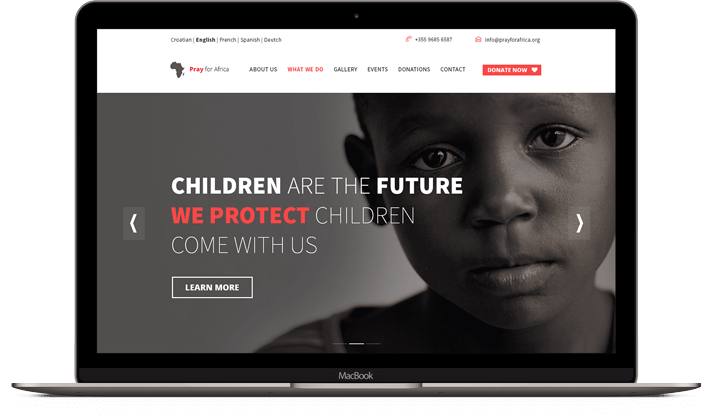 Croatian | English | French | Spanish | Deutch
+355 9685 6587
info@prayforafrica.org
Pray for Africa
ABOUT US WHAT WE DO GALLERY EVENTS DONATIONS CONTACT
DONATE NOW
CHILDREN ARE THE FUTURE
WE PROTECT CHILDREN
COME WITH US
LEARN MORE
MacBook